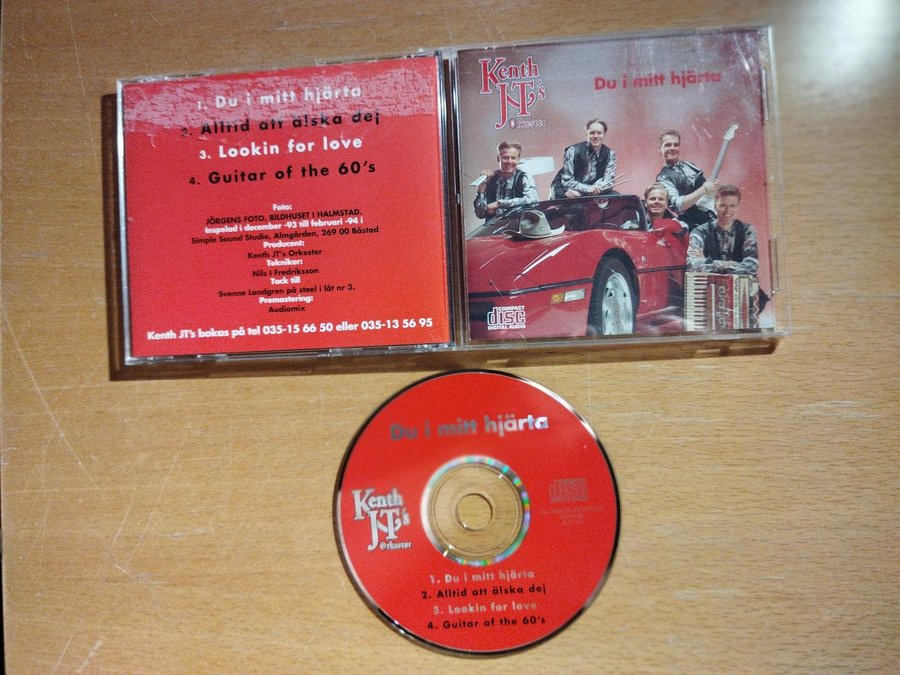 1. Du i mitt hjärta
2. Alltid att älska dej
3. Lookin for love
4. Guitar of the 60's
Foto:
JÖRGENS FOTO, BILDHUSET I HALMSTAD.
Inspelad i december -93 till februari -94 i
Simple Sound Studio, Almgården, 269 00 Båstad
Producent:
Kenth JT's Orkester
Tekniker:
Nils I Fredriksson
Tack till
Svenne Landgren på steel i låt nr 3.
Premastering:
Audiomix
Kenth JT's bokas på tel 035-15 66 50 eller 035-13 56 95
Kenth
JT's
Orkester
Du i mitt hjärta
COMPACT
disc
DIGITAL AUDIO
Du i mitt hjärta
Kenth
JT's
Orkester
COMPACT
disc
DIGITAL AUDIO
1. Du i mitt hjärta
2. Alltid att älska dej
3. Lookin for love
4. Guitar of the 60's